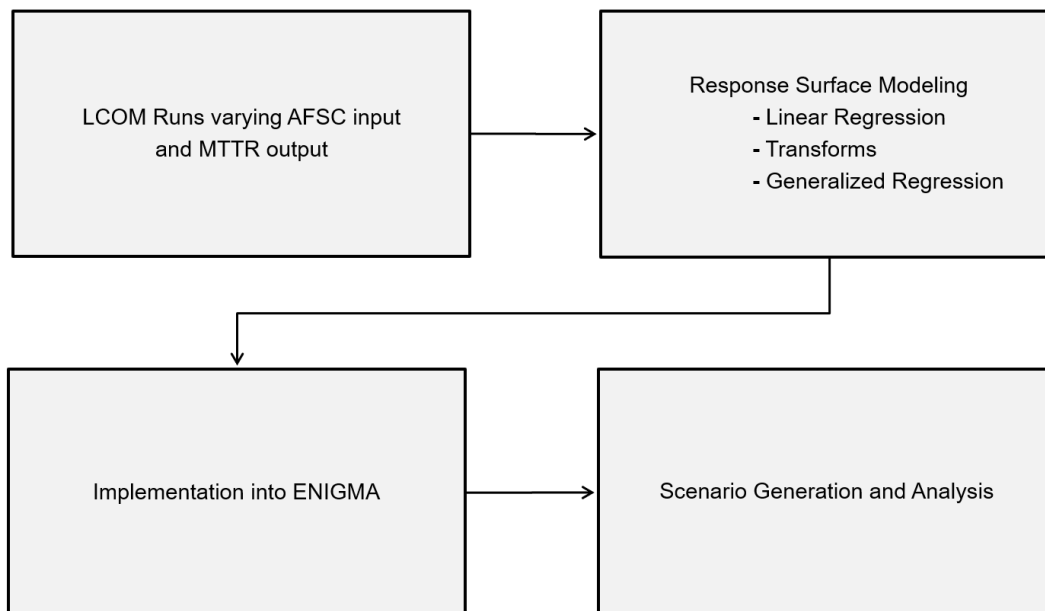 LCOM Runs varying AFSC input
and MTTR output
Response Surface Modeling
- Linear Regression
- Transforms
- Generalized Regression
Implementation into ENIGMA
Scenario Generation and Analysis